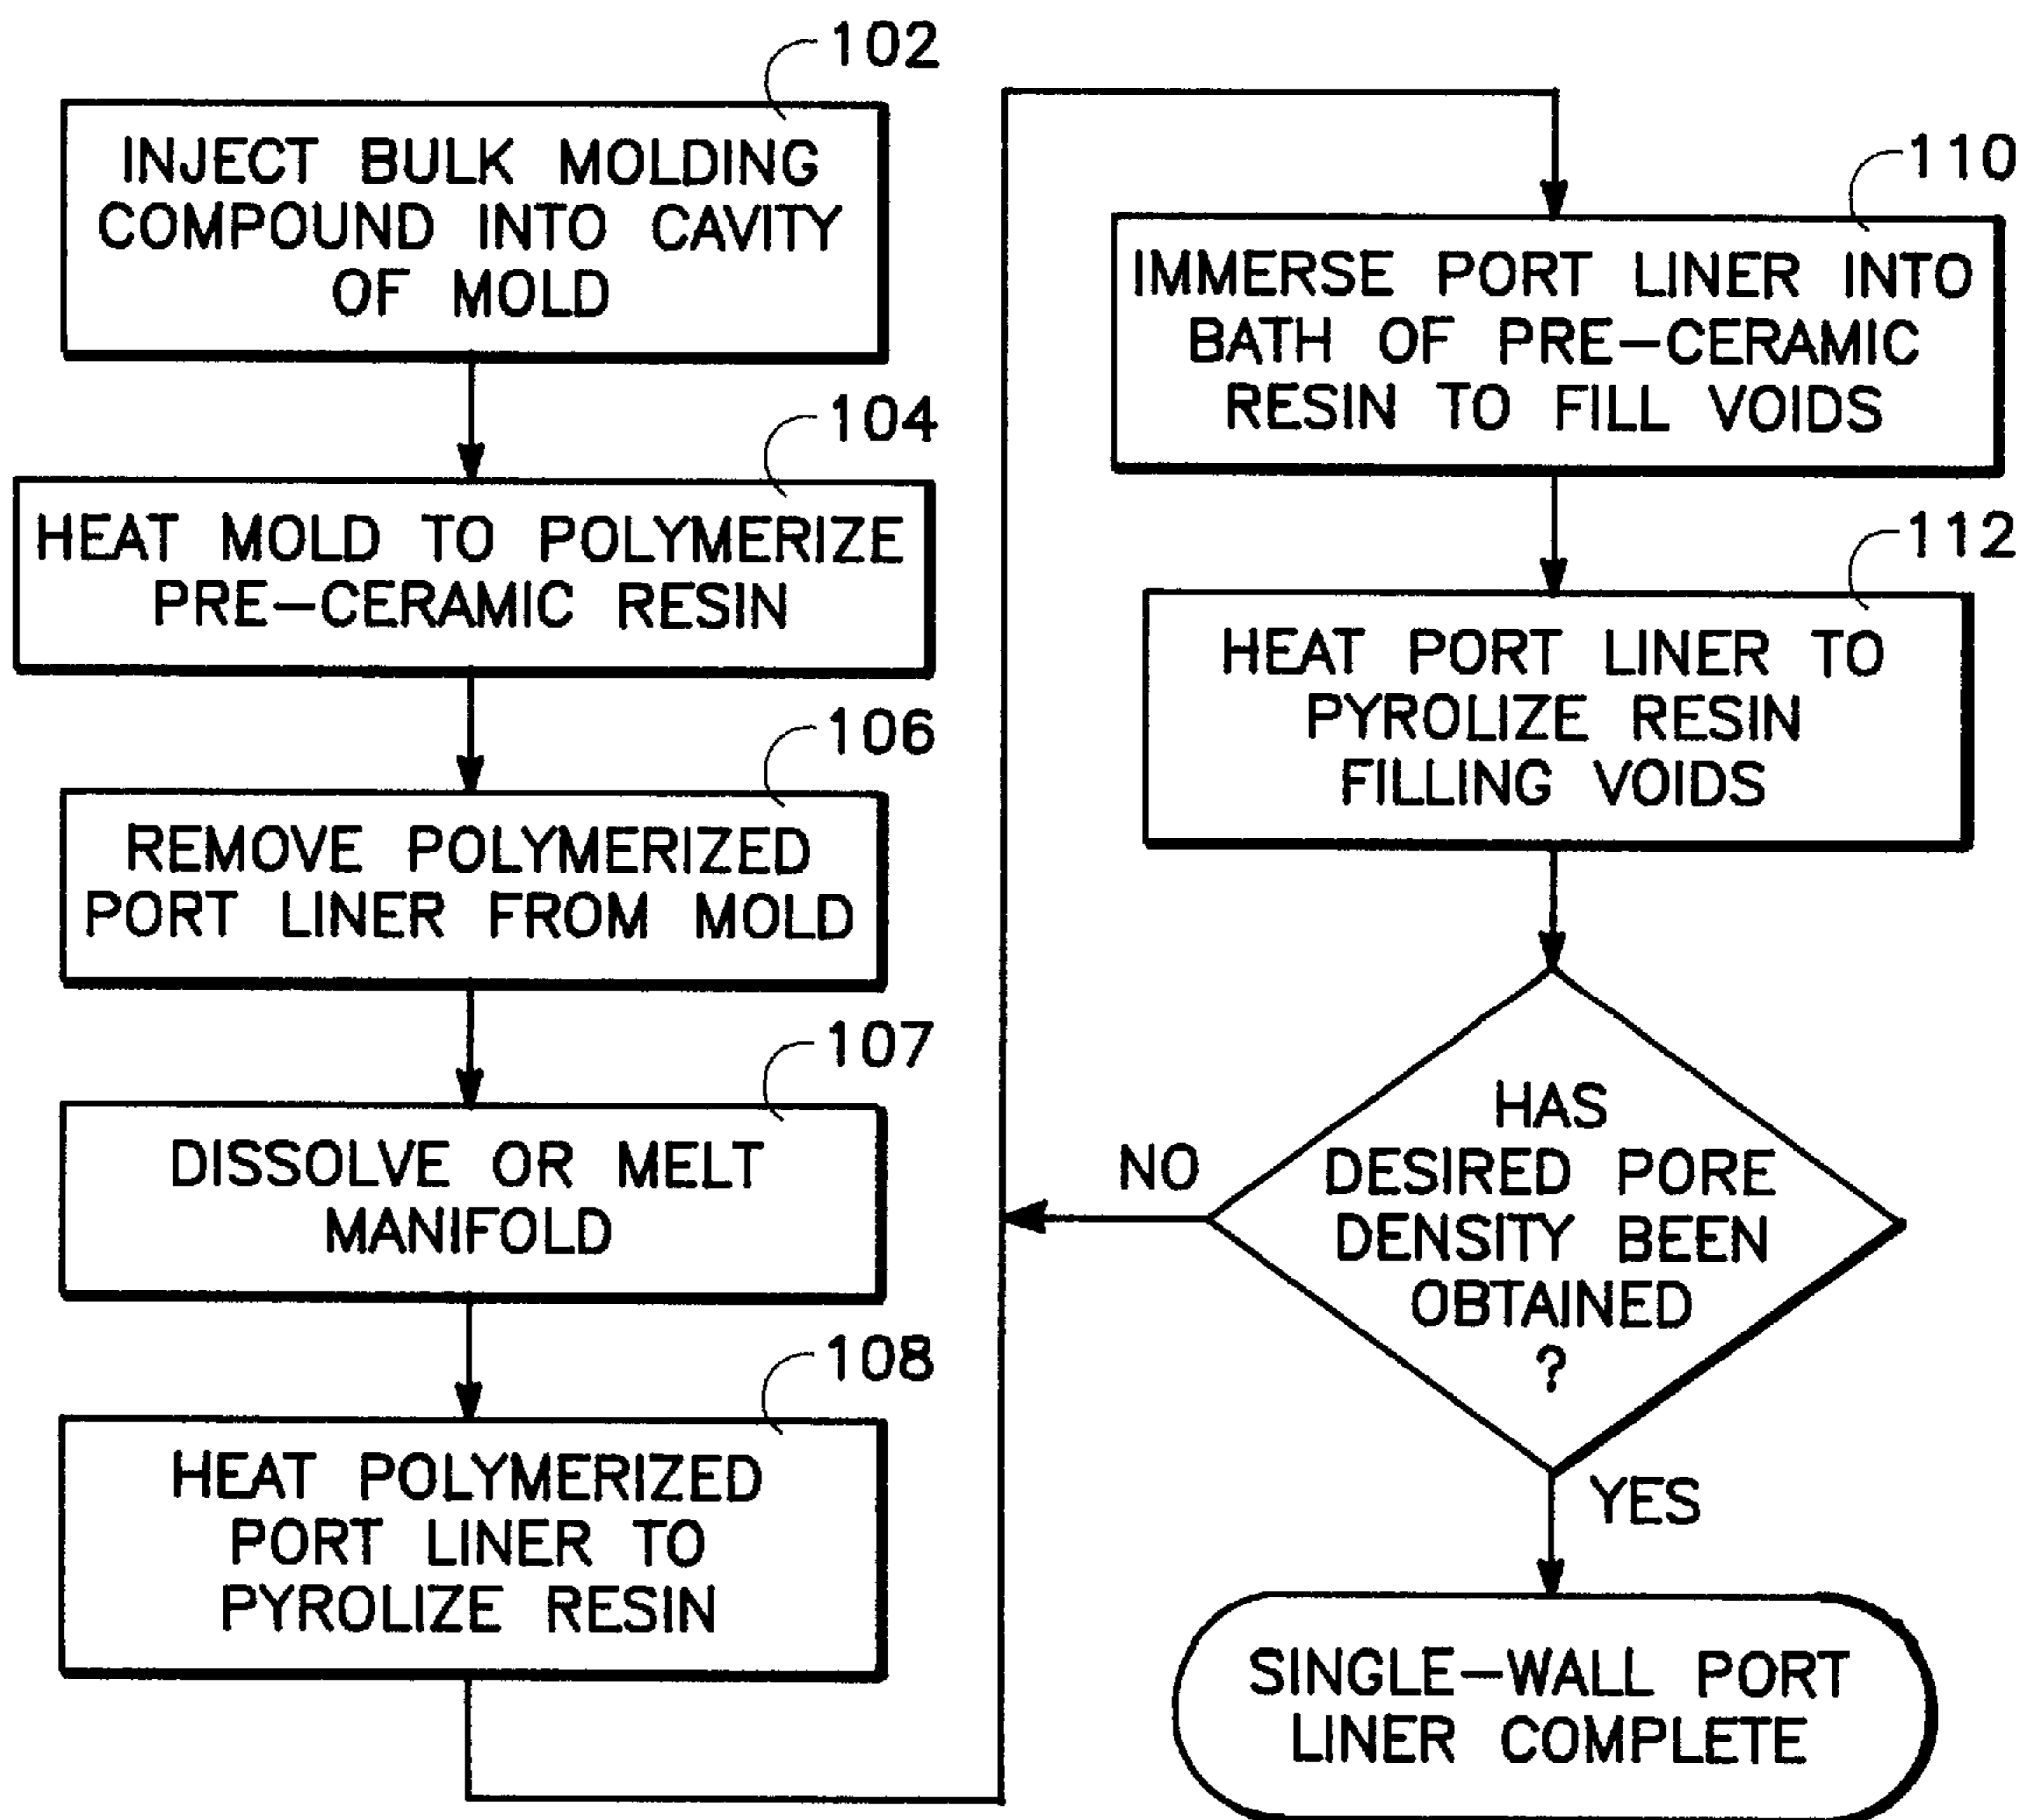 102
INJECT BULK MOLDING
COMPOUND INTO CAVITY
OF MOLD
104
HEAT MOLD TO POLYMERIZE
PRE-CERAMIC RESIN
106
REMOVE POLYMERIZED
PORT LINER FROM MOLD
107
DISSOLVE OR MELT
MANIFOLD
108
HEAT POLYMERIZED
PORT LINER TO
PYROLIZE RESIN
110
IMMERSE PORT LINER INTO
BATH OF PRE-CERAMIC
RESIN TO FILL VOIDS
112
HEAT PORT LINER TO
PYROLIZE RESIN
FILLING VOIDS
HAS
DESIRED PORE
DENSITY BEEN
OBTAINED
?
NO
YES
SINGLE-WALL PORT
LINER COMPLETE